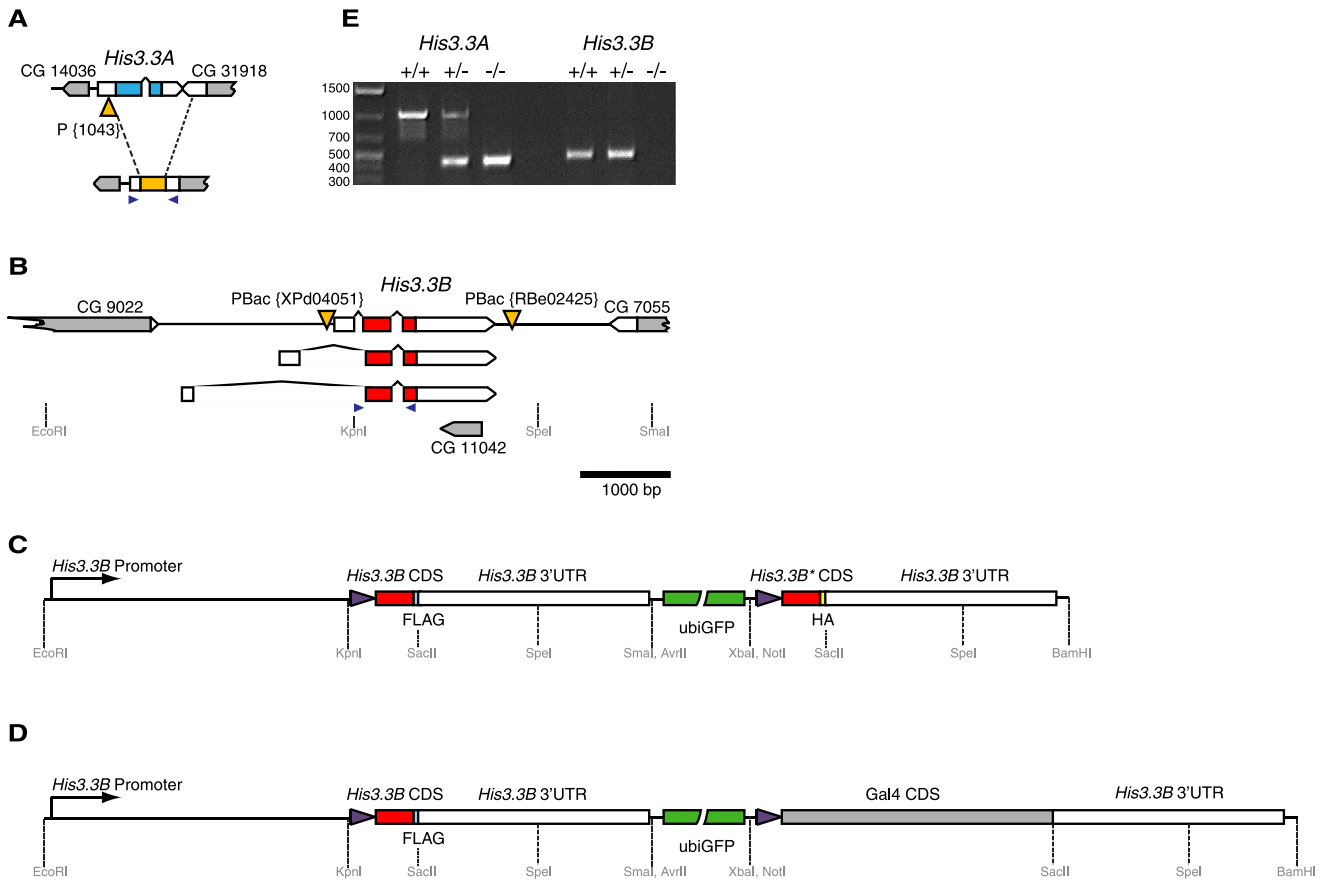 A
His3.3A
CG 14036
CG 31918
P {1043}
E
His3.3A
His3.3B
+/+ +/- -/- +/+ +/- -/-
1500
1000
700
500
400
300
B
His3.3B
CG 9022
PBac {XPd04051}
PBac {RBe02425}
CG 7055
EcoRI
KpnI
SpeI
SmaI
CG 11042
1000 bp
C
His3.3B Promoter
His3.3B CDS
His3.3B 3'UTR
His3.3B* CDS
His3.3B 3'UTR
FLAG
ubiGFP
HA
EcoRI
KpnI
SacII
SpeI
SmaI, AvrII
XbaI, NotI
SacII
SpeI
BamHI
D
His3.3B Promoter
His3.3B CDS
His3.3B 3'UTR
Gal4 CDS
His3.3B 3'UTR
FLAG
ubiGFP
EcoRI
KpnI
SacII
SpeI
SmaI, AvrII
XbaI, NotI
SacII
SpeI
BamHI